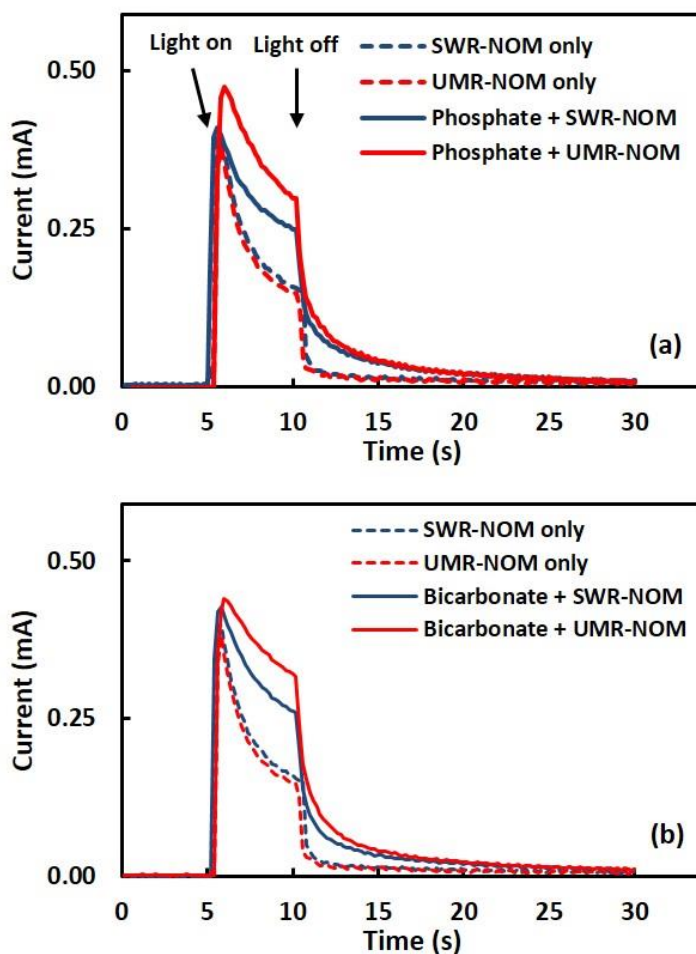 Light on
Light off
SWR-NOM only
UMR-NOM only
Phosphate + SWR-NOM
Phosphate + UMR-NOM
0.50
0.25
0.00
Current (mA)
(a)
0 5 10 15 20 25 30
Time (s)
SWR-NOM only
UMR-NOM only
Bicarbonate + SWR-NOM
Bicarbonate + UMR-NOM
0.50
0.25
0.00
Current (mA)
(b)
0 5 10 15 20 25 30
Time (s)